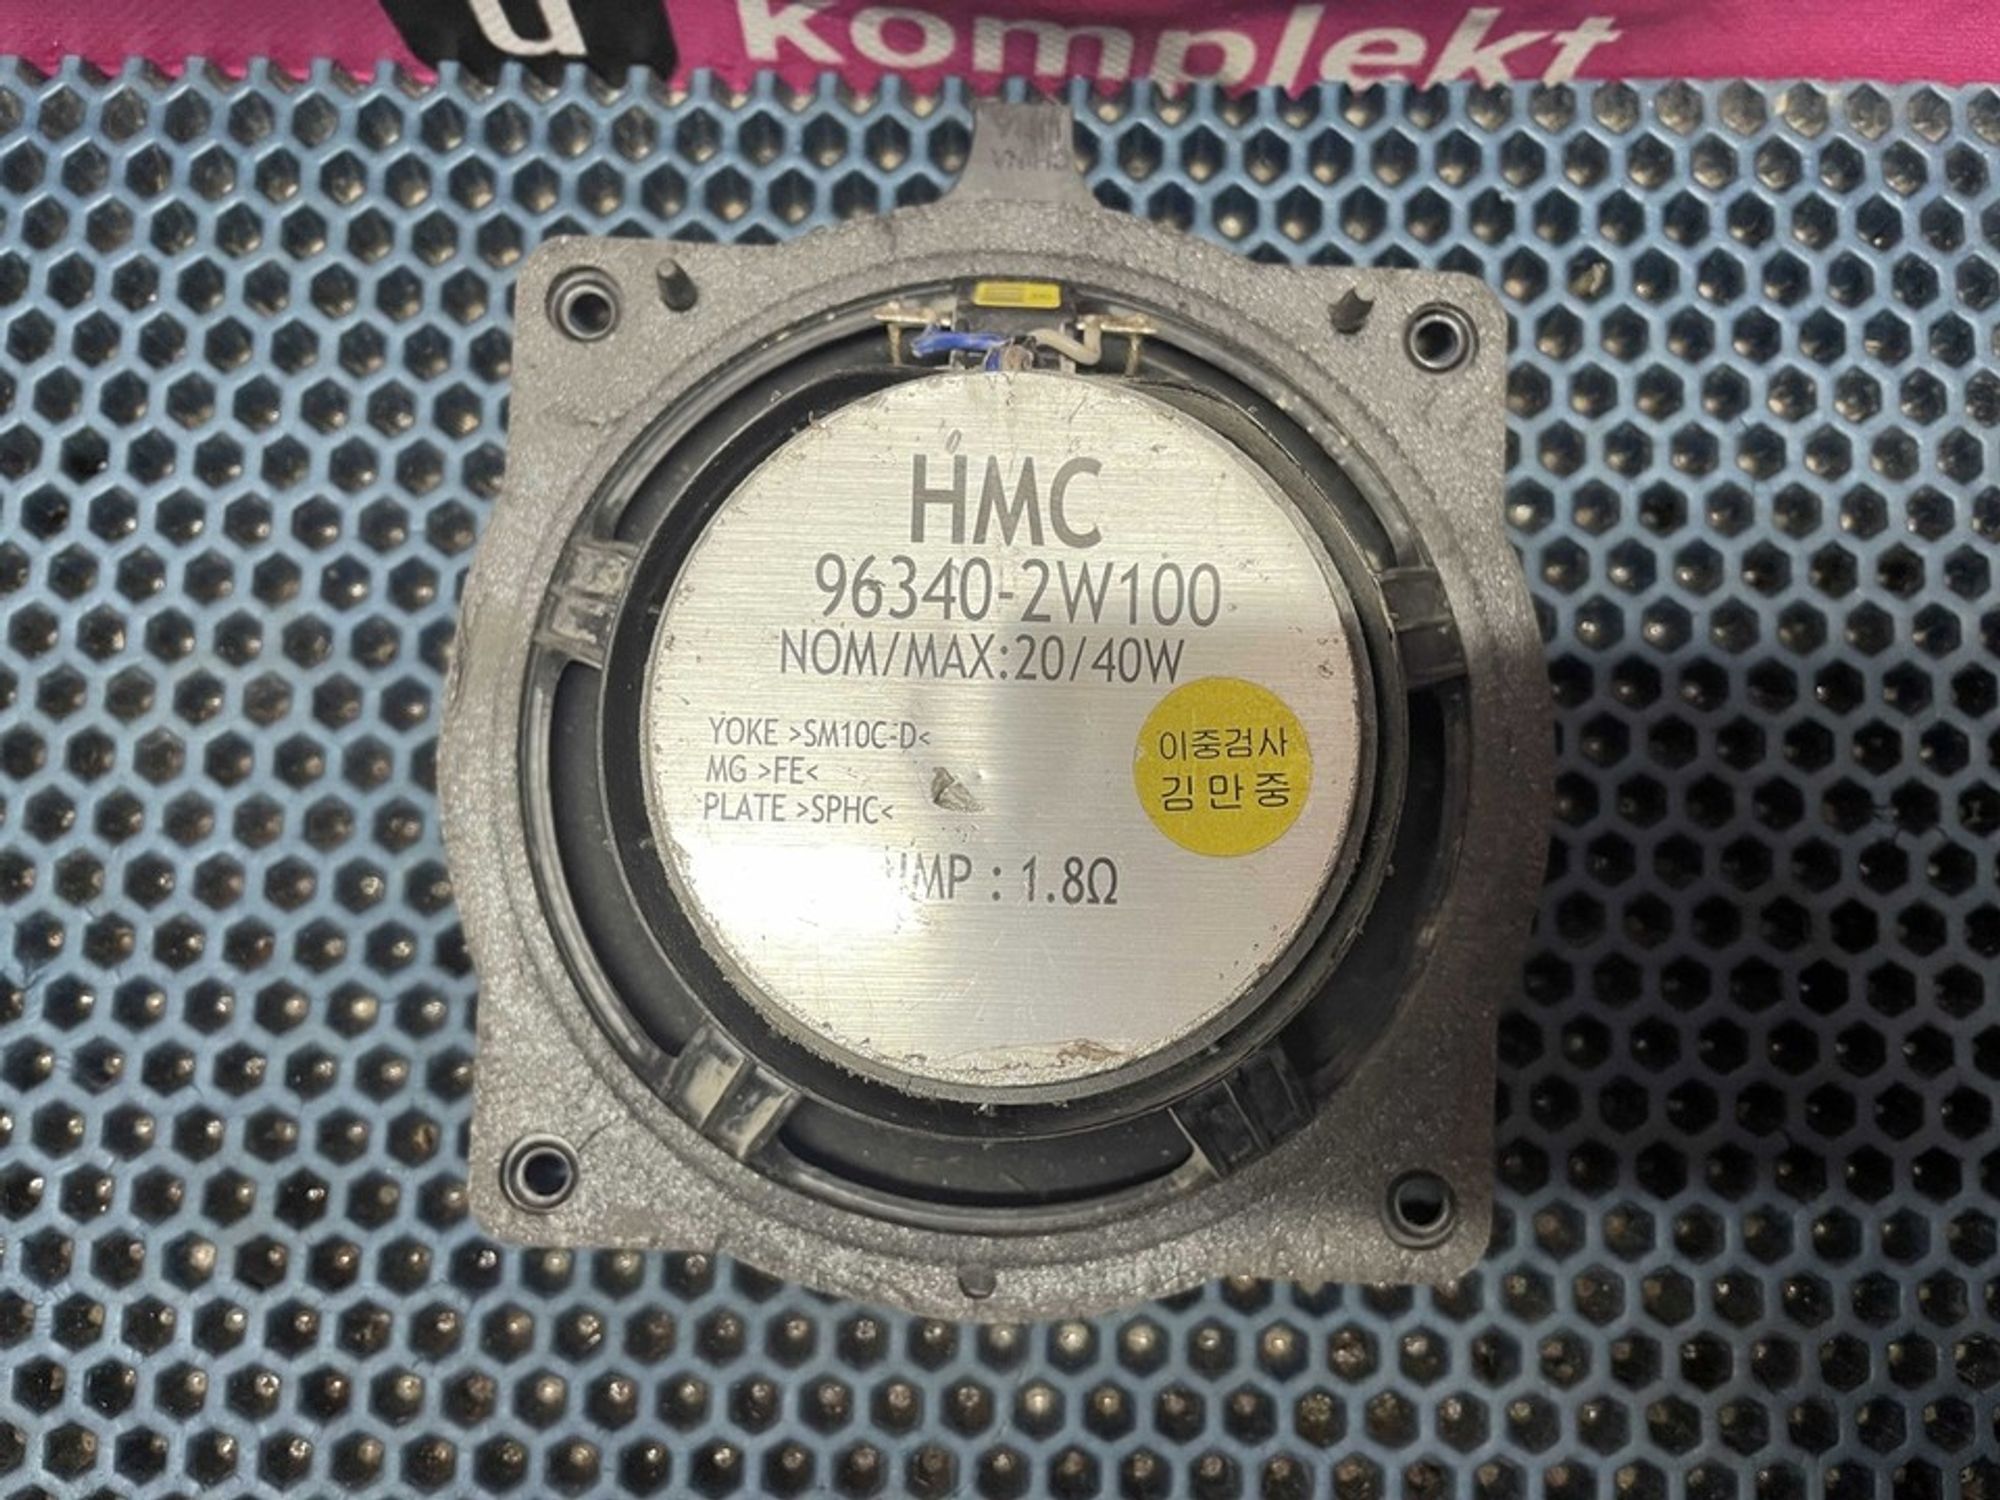 u komplekt
HMC
96340-2W100
NOM/MAX:20/40W
YOKE >SM10C-D<
MG >FE<
PLATE >SPHC<
이중검사
김만중
IMP : 1.8Ω